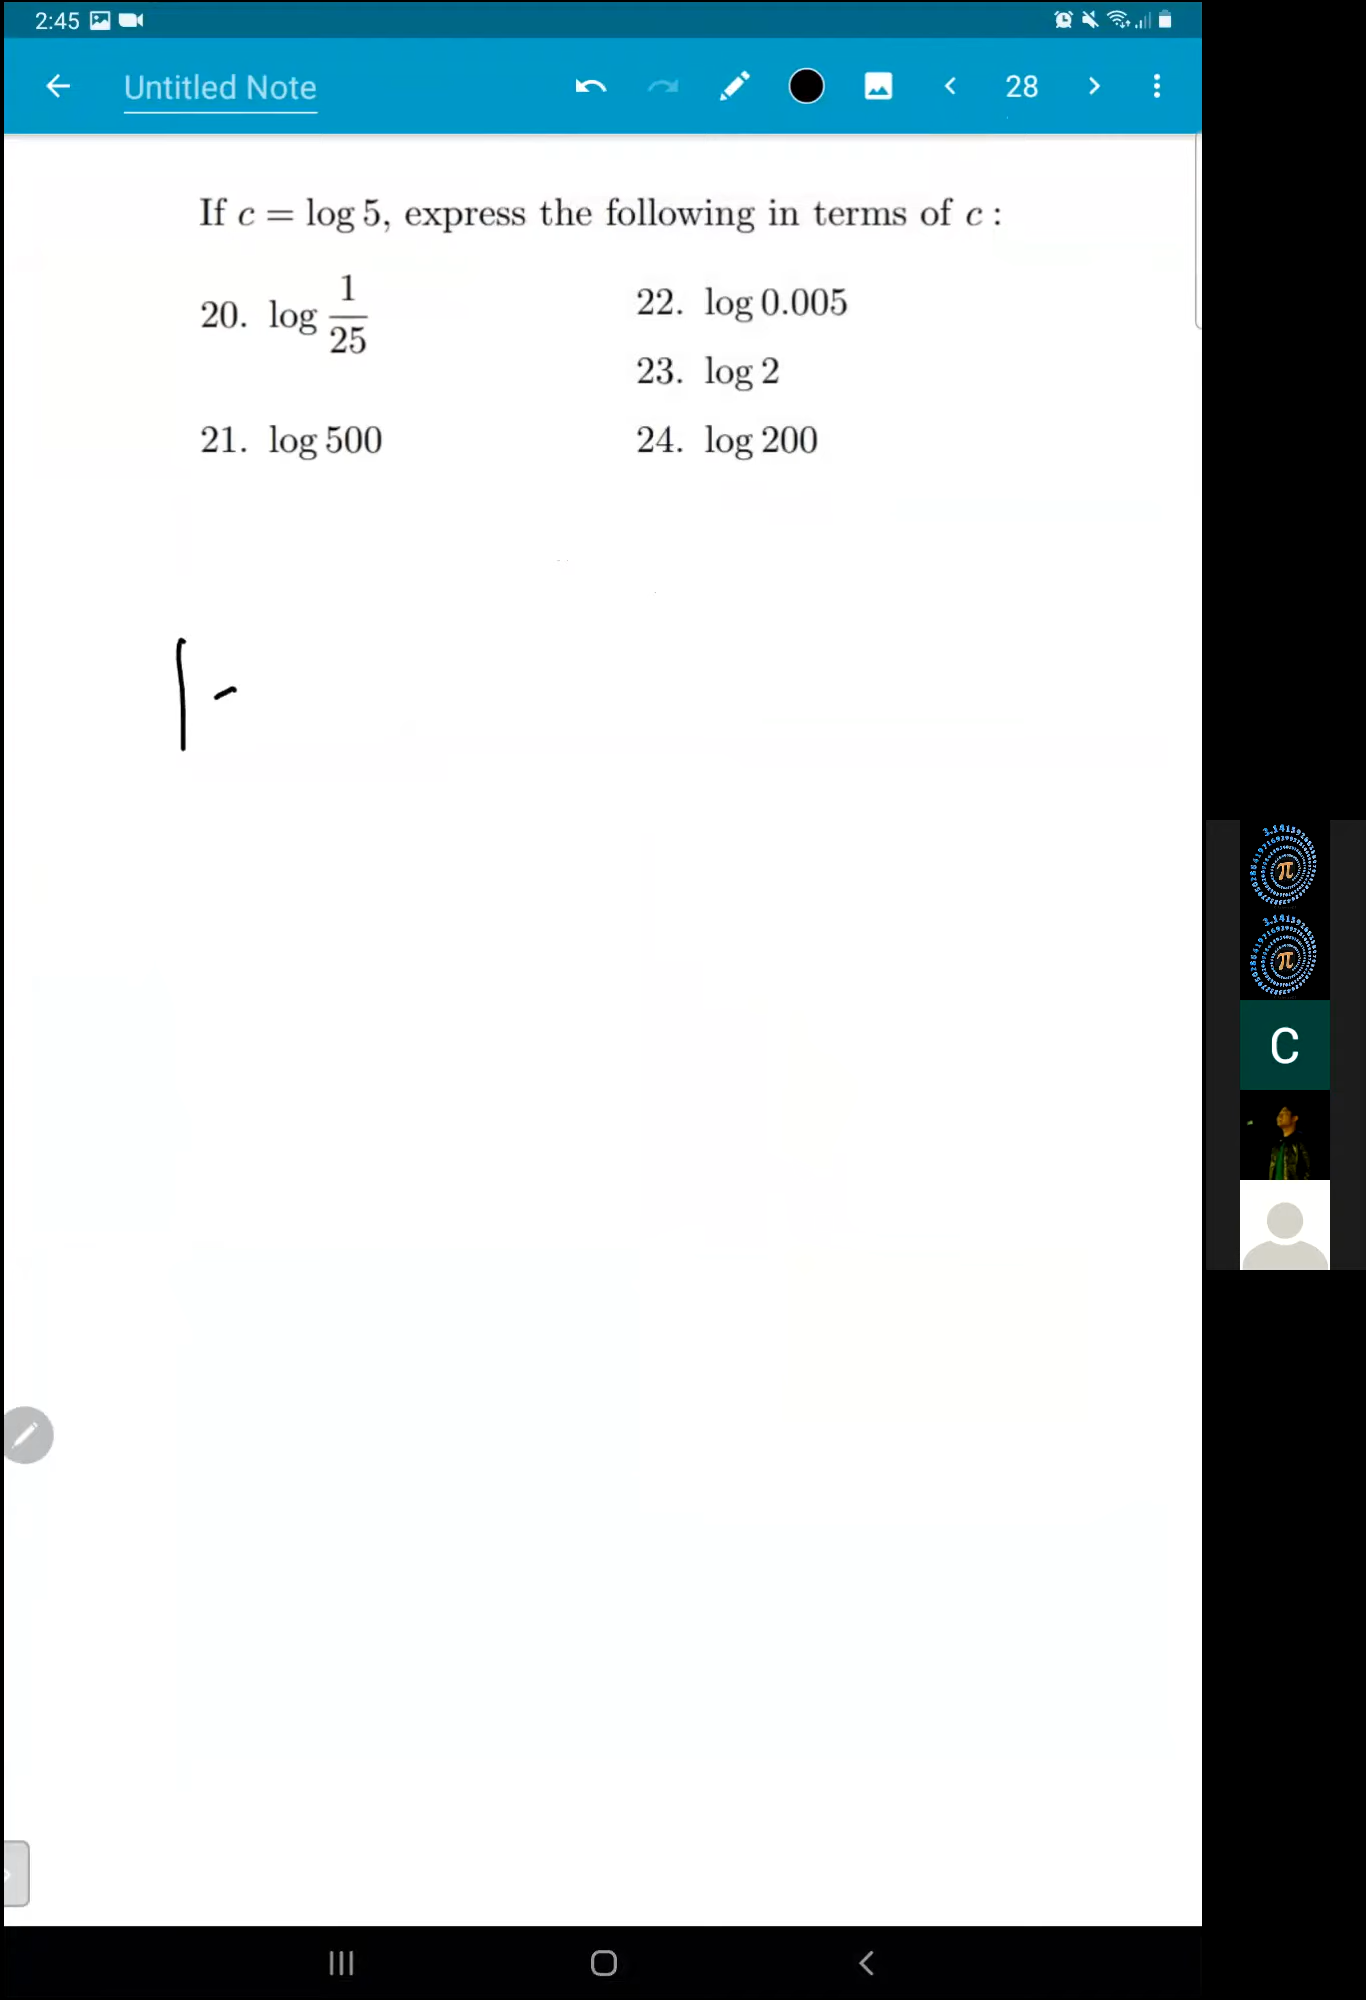 2:45
Untitled Note
28
If c = log 5, express the following in terms of c :
20. log 1/25
22. log 0.005
23. log 2
21. log 500
24. log 200
π
π
C